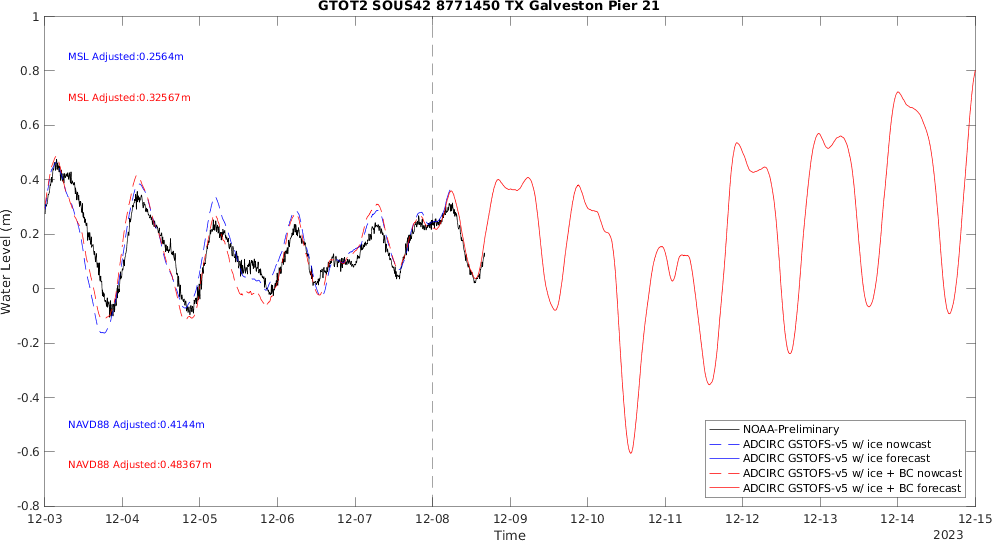 GTOT2 SOUS42 8771450 TX Galveston Pier 21
1
0.8
0.6
0.4
0.2
0
-0.2
-0.4
-0.6
-0.8
Water Level (m)
MSL Adjusted:0.2564m
MSL Adjusted:0.32567m
NAVD88 Adjusted:0.4144m
NAVD88 Adjusted:0.48367m
NOAA-Preliminary
ADCIRC GSTOFS-v5 w/ ice nowcast
ADCIRC GSTOFS-v5 w/ ice forecast
ADCIRC GSTOFS-v5 w/ ice + BC nowcast
ADCIRC GSTOFS-v5 w/ ice + BC forecast
12-03 12-04 12-05 12-06 12-07 12-08 12-09 12-10 12-11 12-12 12-13 12-14 12-15
Time
2023